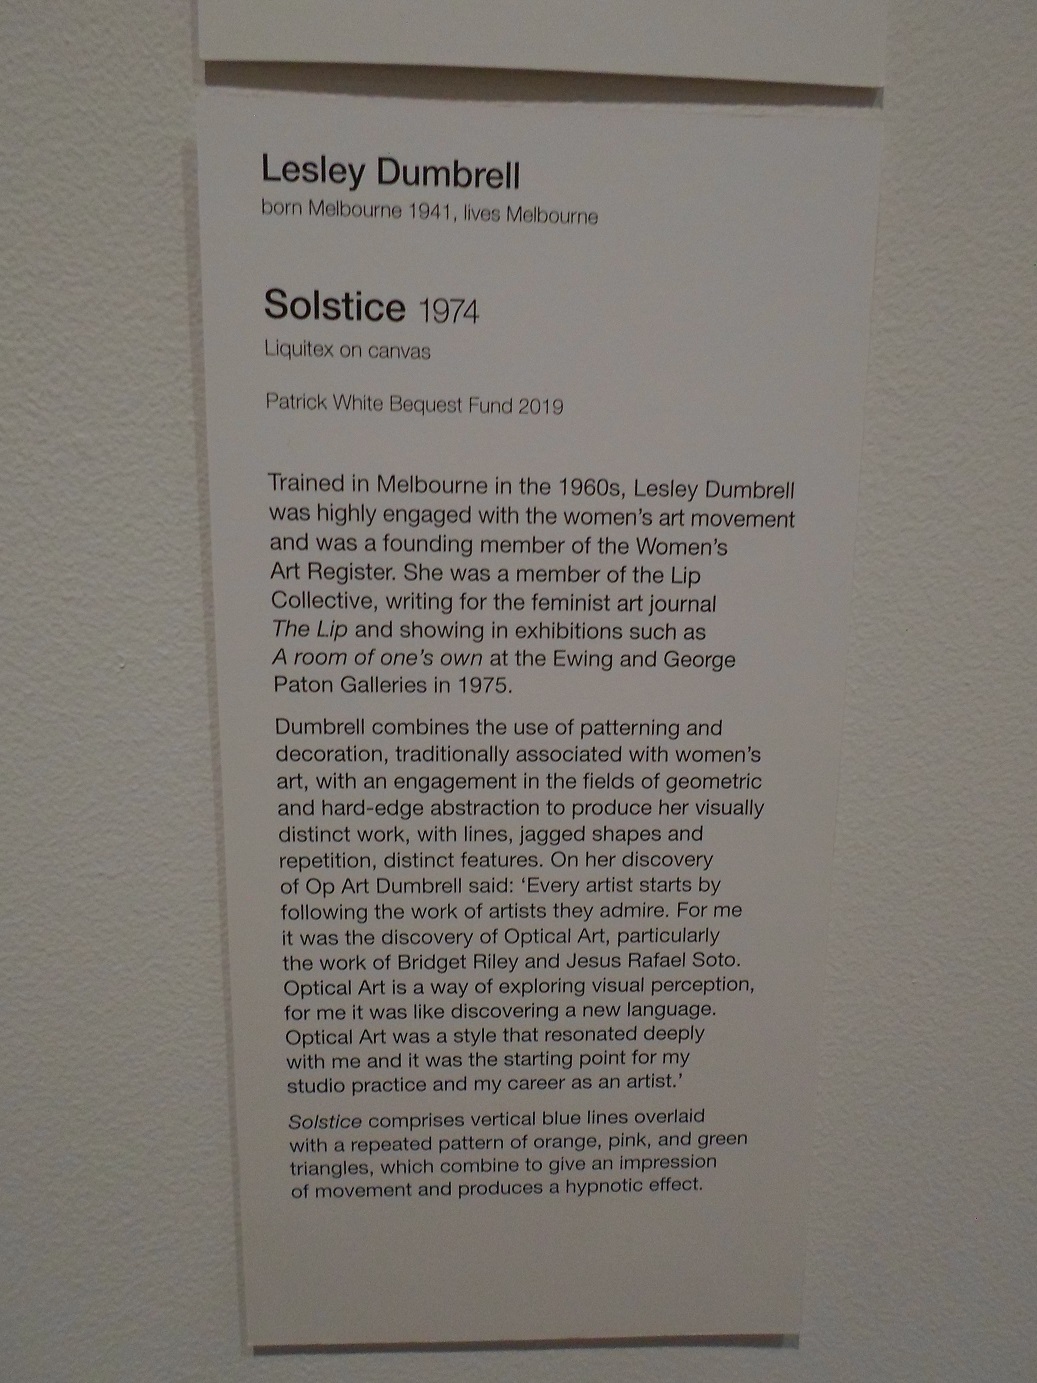 Lesley Dumbrell
born Melbourne 1941, lives Melbourne
Solstice 1974
Liquitex on canvas
Patrick White Bequest Fund 2019
Trained in Melbourne in the 1960s, Lesley Dumbrell
was highly engaged with the women's art movement
and was a founding member of the Women's
Art Register. She was a member of the Lip
Collective, writing for the feminist art journal
The Lip and showing in exhibitions such as
A room of one's own at the Ewing and George
Paton Galleries in 1975.
Dumbrell combines the use of patterning and
decoration, traditionally associated with women's
art, with an engagement in the fields of geometric
and hard-edge abstraction to produce her visually
distinct work, with lines, jagged shapes and
repetition, distinct features. On her discovery
of Op Art Dumbrell said: 'Every artist starts by
following the work of artists they admire. For me
it was the discovery of Optical Art, particularly
the work of Bridget Riley and Jesus Rafael Soto.
Optical Art is a way of exploring visual perception,
for me it was like discovering a new language.
Optical Art was a style that resonated deeply
with me and it was the starting point for my
studio practice and my career as an artist.'
Solstice comprises vertical blue lines overlaid
with a repeated pattern of orange, pink, and green
triangles, which combine to give an impression
of movement and produces a hypnotic effect.